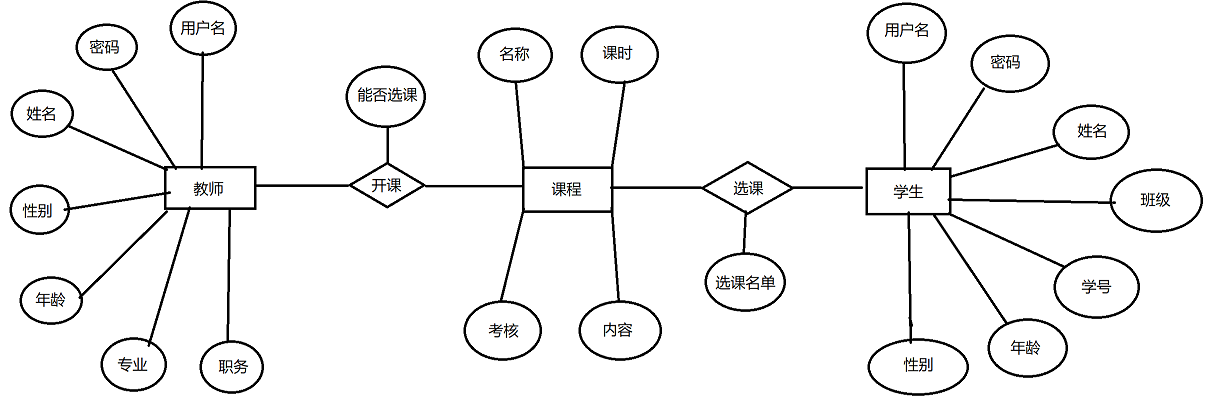 用户名
密码
姓名
性别
年龄
专业
职务
教师
能否选课
开课
名称
课时
课程
考核
内容
选课
选课名单
用户名
密码
姓名
班级
学号
年龄
性别
学生